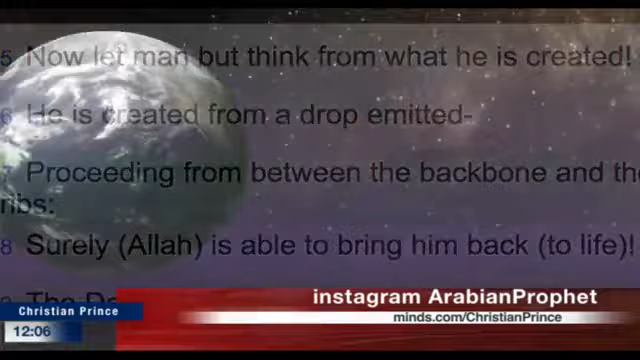 5 Now let man but think from what he is created!
6 He is created from a drop emitted-
7 Proceeding from between the backbone and the
ribs:
8 Surely (Allah) is able to bring him back (to life)!
The Da
instagram ArabianProphet
Christian Prince
minds.com/ChristianPrince
12:06